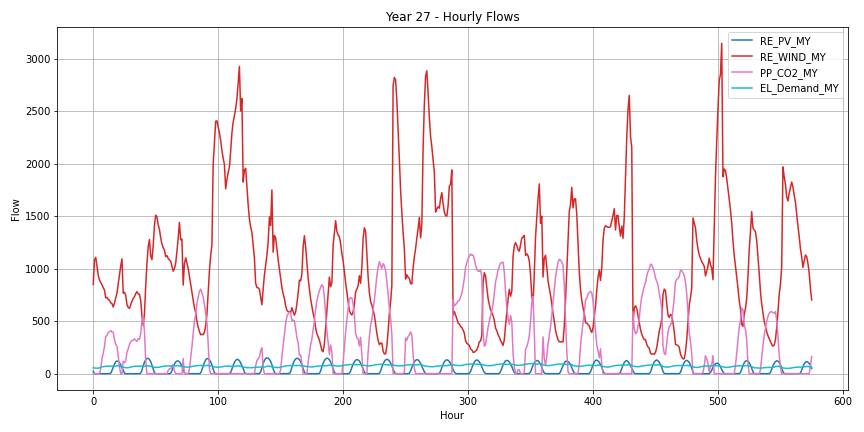 Year 27 - Hourly Flows
RE_PV_MY
RE_WIND_MY
PP_CO2_MY
EL_Demand_MY
3000
2500
2000
1500
1000
500
0
Flow
0
100
200
300
400
500
600
Hour